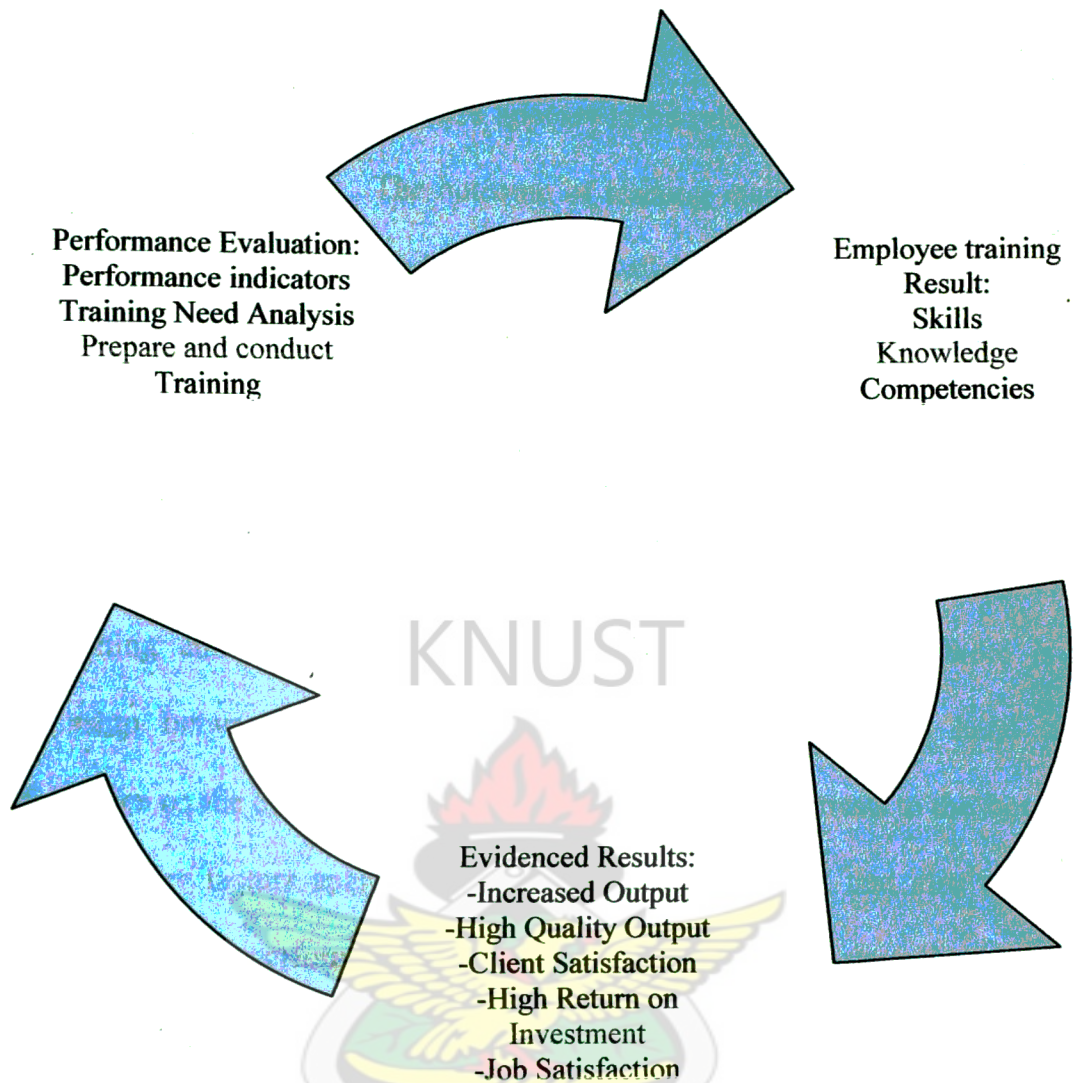 Performance Evaluation:
Performance indicators
Training Need Analysis
Prepare and conduct
Training
Employee training
Result:
Skills
Knowledge
Competencies
KNUST
Evidenced Results:
-Increased Output
-High Quality Output
-Client Satisfaction
-High Return on
Investment
-Job Satisfaction